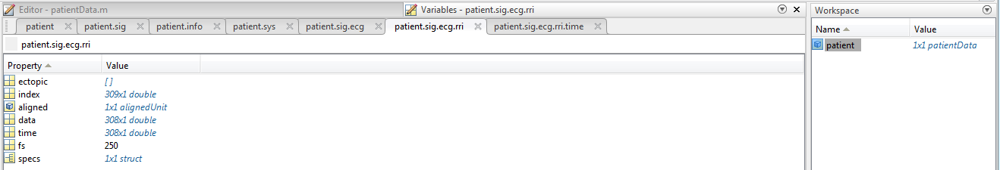 Editor - patientData.m
Variables - patient.sig.ecg.rri
Workspace
patient
patient.sig
patient.info
patient.sys
patient.sig.ecg
patient.sig.ecg.rri
patient.sig.ecg.rri.time
Name Value
patient.sig.ecg.rri
patient 1x1 patientData
Property Value
ectopic [ ]
index 309x1 double
aligned 1x1 alignedUnit
data 308x1 double
time 308x1 double
fs 250
specs 1x1 struct